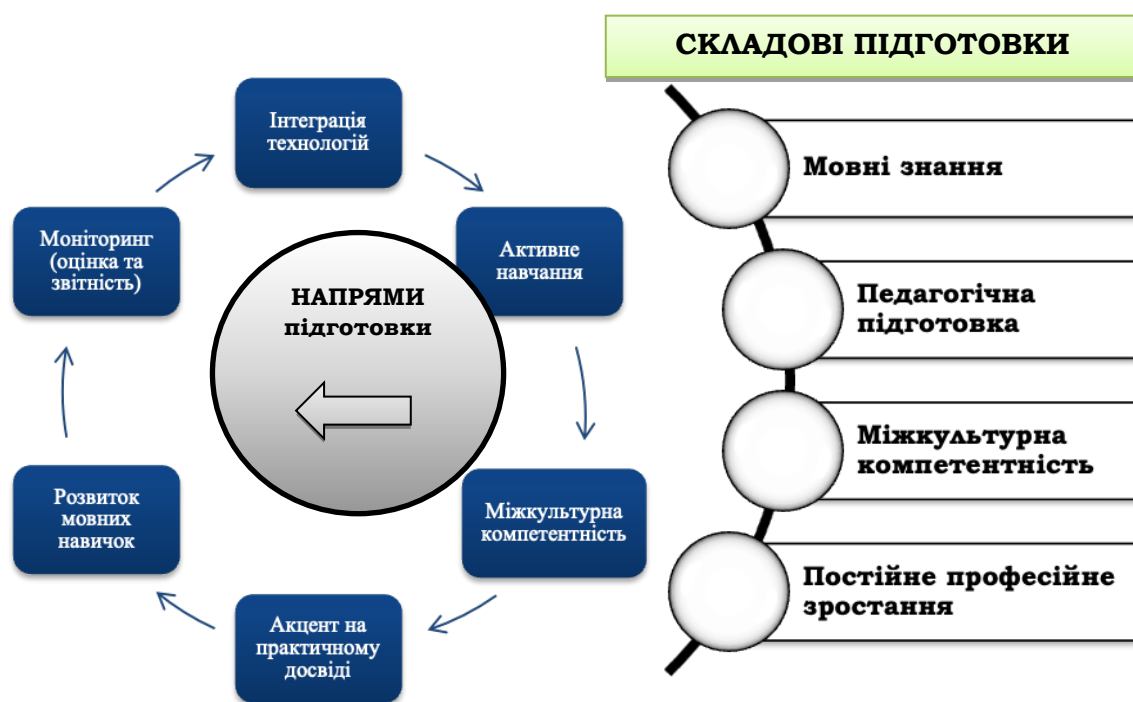 СКЛАДОВІ ПІДГОТОВКИ
Інтеграція
технологій
Активне
навчання
Міжкультурна
компетентність
Акцент на
практичному
досвіді
Розвиток
мовних
навичок
Моніторинг
(оцінка та
звітність)
НАПРЯМИ
підготовки
Мовні знання
Педагогічна
підготовка
Міжкультурна
компетентність
Постійне професійне
зростання